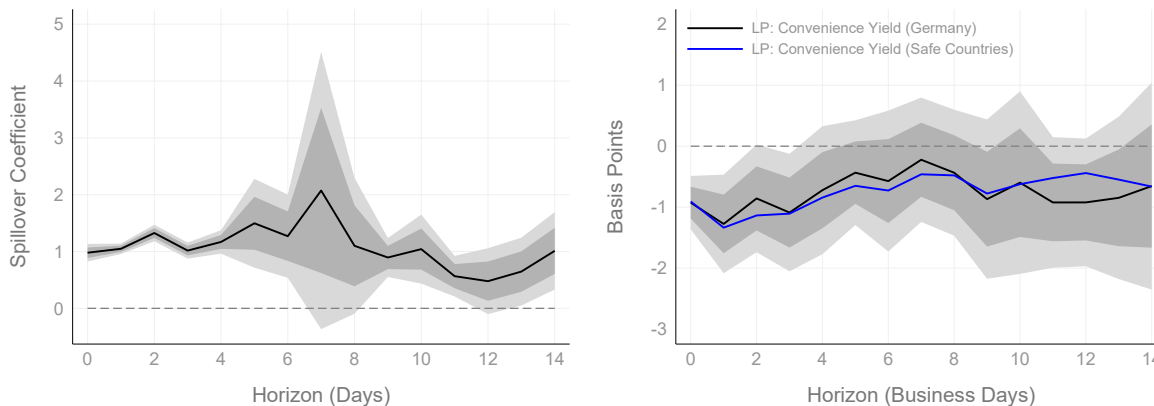 Spillover Coefficient
5
4
3
2
1
0
0 2 4 6 8 10 12 14
Horizon (Days)
Basis Points
2
1
0
-1
-2
-3
LP: Convenience Yield (Germany)
LP: Convenience Yield (Safe Countries)
0 2 4 6 8 10 12 14
Horizon (Business Days)